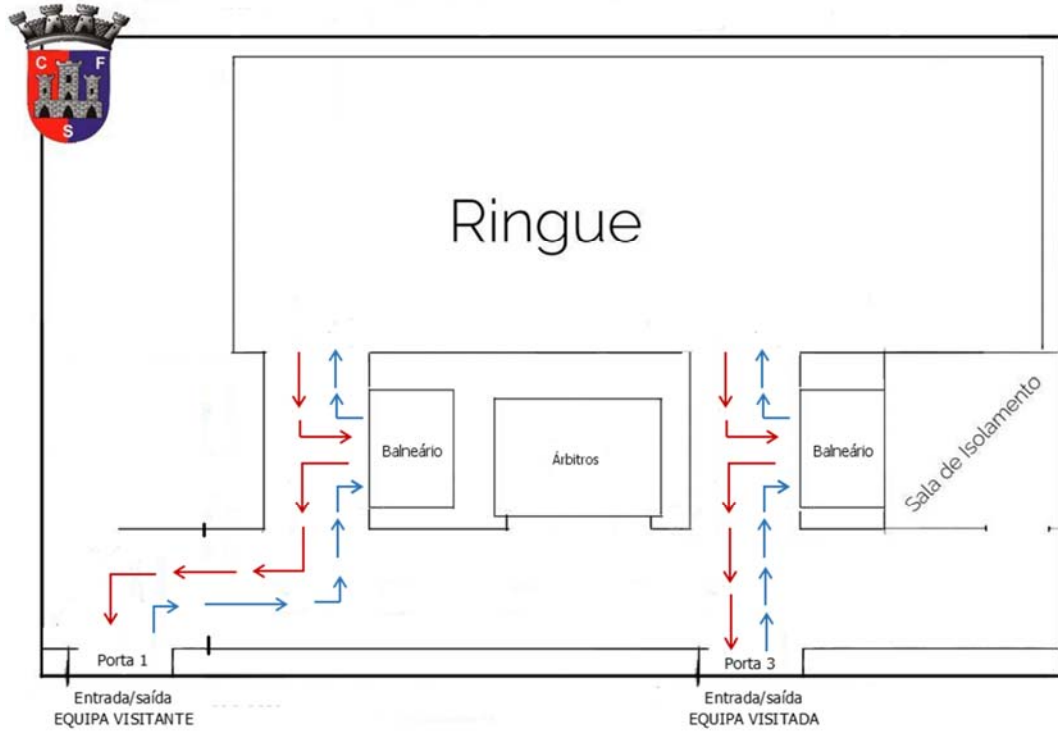 C F
S
Ringue
Balneário
Árbitros
Balneário
Sala de Isolamento
Porta 1
Porta 3
Entrada/saída
EQUIPA VISITANTE
Entrada/saída
EQUIPA VISITADA